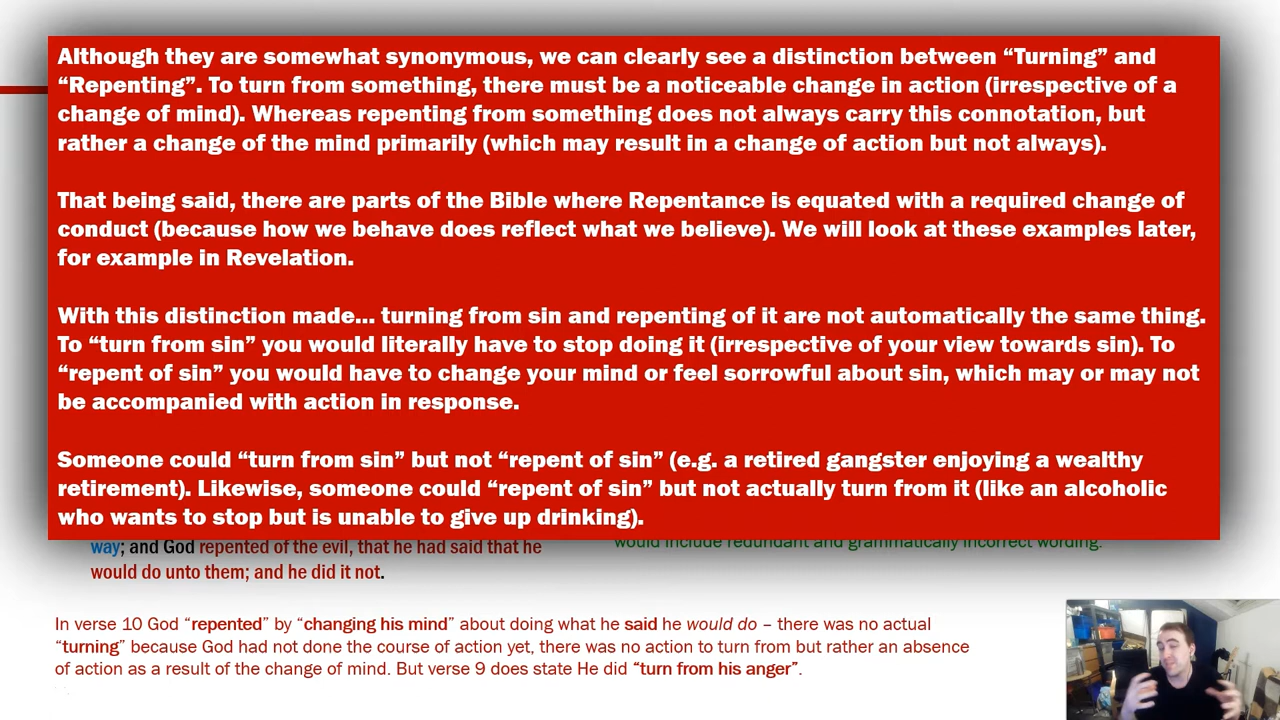 Although they are somewhat synonymous, we can clearly see a distinction between “Turning” and
“Repenting”. To turn from something, there must be a noticeable change in action (irrespective of a
change of mind). Whereas repenting from something does not always carry this connotation, but
rather a change of the mind primarily (which may result in a change of action but not always).
That being said, there are parts of the Bible where Repentance is equated with a required change of
conduct (because how we behave does reflect what we believe). We will look at these examples later,
for example in Revelation.
With this distinction made... turning from sin and repenting of it are not automatically the same thing.
To “turn from sin” you would literally have to stop doing it (irrespective of your view towards sin). To
“repent of sin” you would have to change your mind or feel sorrowful about sin, which may or may not
be accompanied with action in response.
Someone could “turn from sin” but not “repent of sin” (e.g. a retired gangster enjoying a wealthy
retirement). Likewise, someone could “repent of sin” but not actually turn from it (like an alcoholic
who wants to stop but is unable to give up drinking).
way; and God repented of the evil, that he had said that he
would do unto them; and he did it not.
would include redundant and grammatically incorrect wording.
In verse 10 God “repented” by “changing his mind” about doing what he said he would do – there was no actual
“turning” because God had not done the course of action yet, there was no action to turn from but rather an absence
of action as a result of the change of mind. But verse 9 does state He did “turn from his anger”.